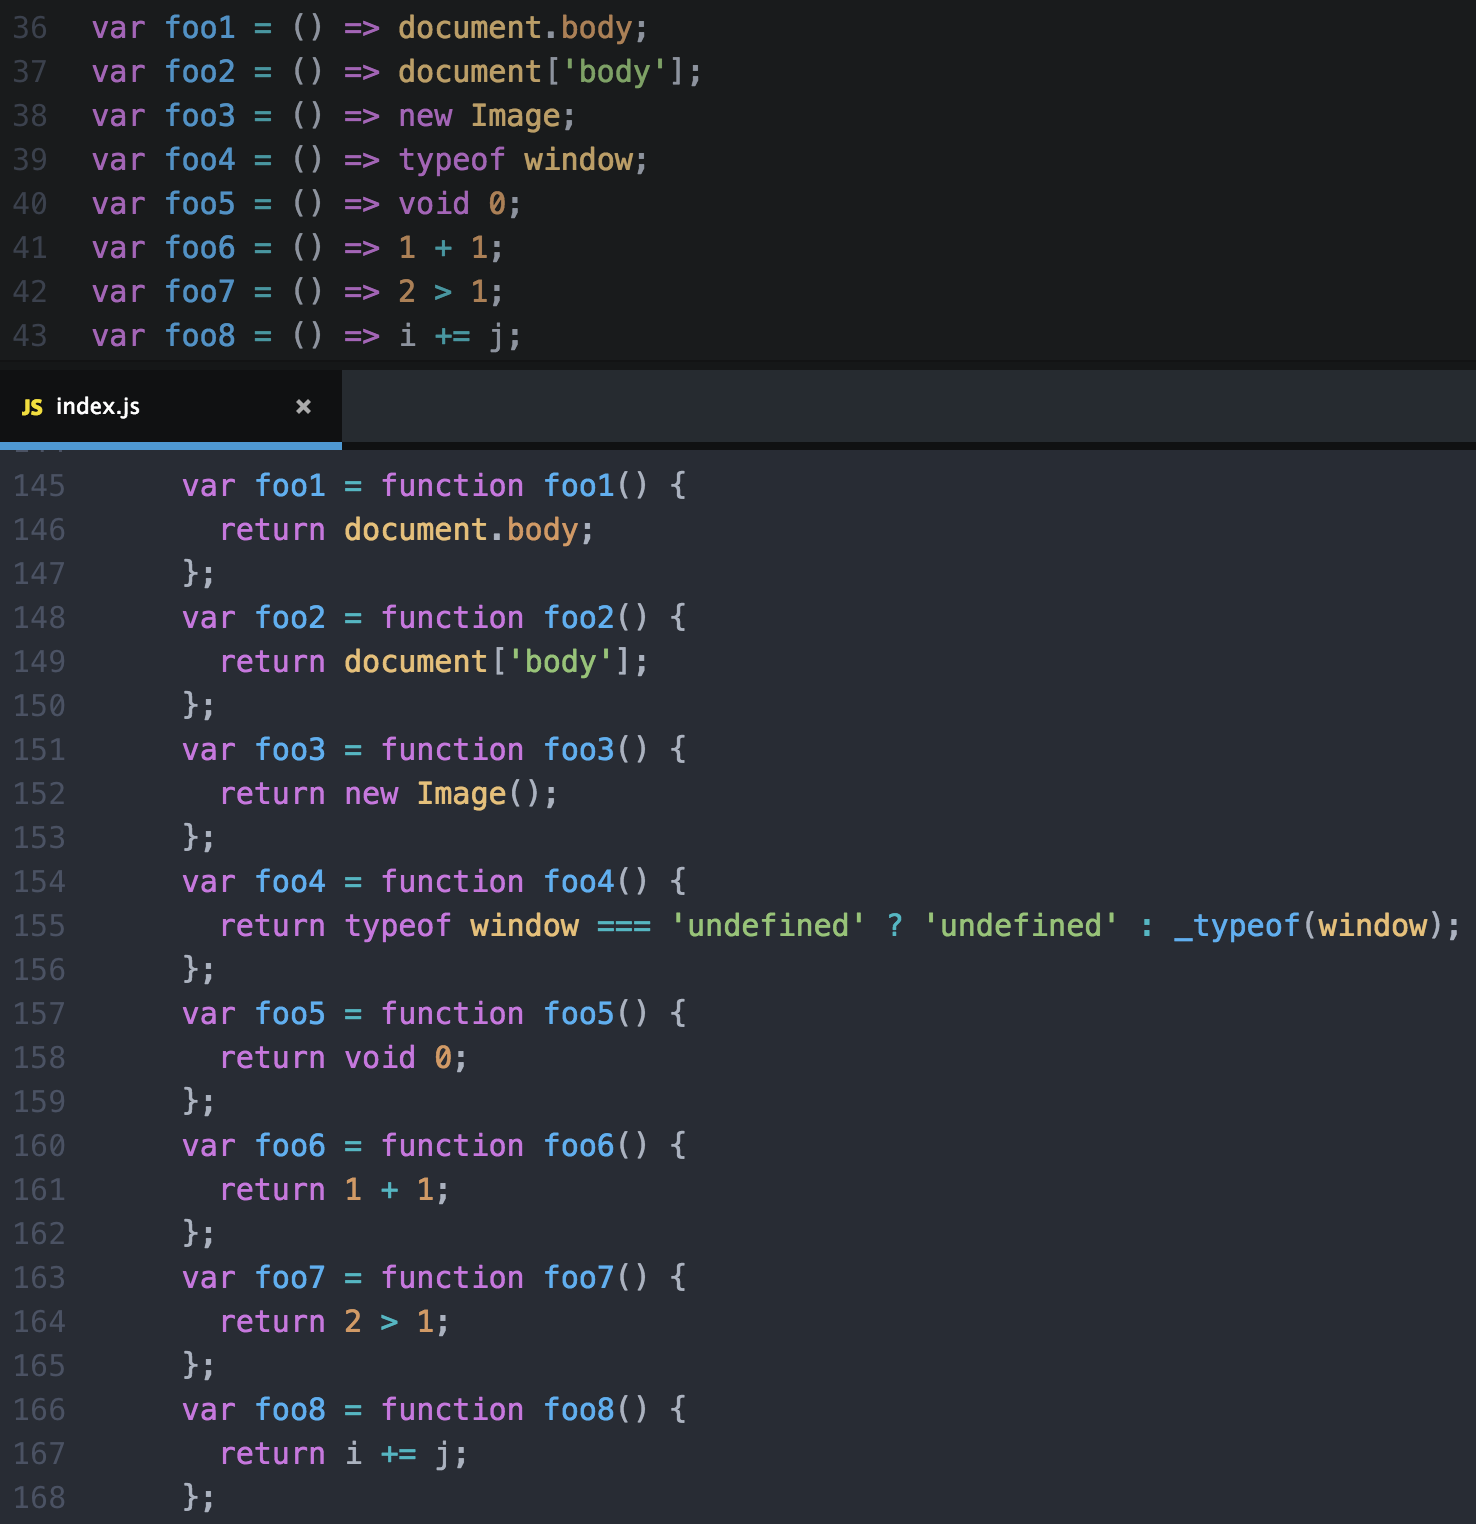 36 var foo1 = () => document.body;
37 var foo2 = () => document['body'];
38 var foo3 = () => new Image;
39 var foo4 = () => typeof window;
40 var foo5 = () => void 0;
41 var foo6 = () => 1 + 1;
42 var foo7 = () => 2 > 1;
43 var foo8 = () => i += j;
JS index.js ×
145 var foo1 = function foo1() {
146 return document.body;
147 };
148 var foo2 = function foo2() {
149 return document['body'];
150 };
151 var foo3 = function foo3() {
152 return new Image();
153 };
154 var foo4 = function foo4() {
155 return typeof window === 'undefined' ? 'undefined' : _typeof(window);
156 };
157 var foo5 = function foo5() {
158 return void 0;
159 };
160 var foo6 = function foo6() {
161 return 1 + 1;
162 };
163 var foo7 = function foo7() {
164 return 2 > 1;
165 };
166 var foo8 = function foo8() {
167 return i += j;
168 };